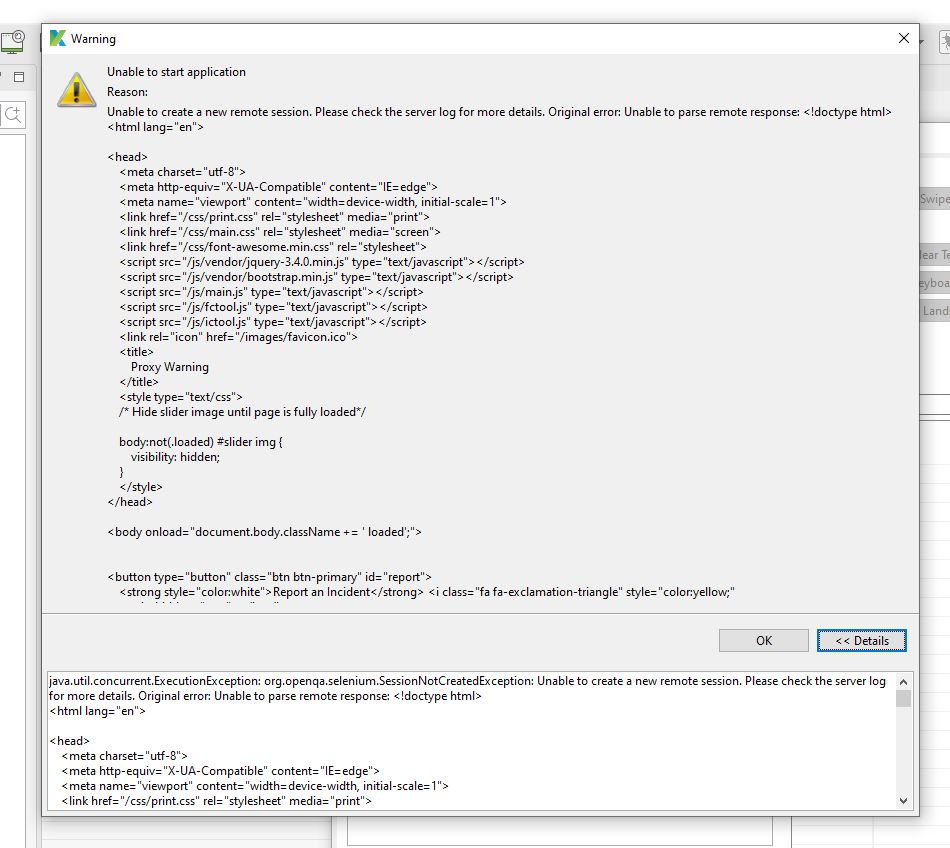 Warning
Unable to start application
Reason:
Unable to create a new remote session. Please check the server log for more details. Original error: Unable to parse remote response: <!doctype html>
<html lang="en">
<head>
<meta charset="utf-8">
<meta http-equiv="X-UA-Compatible" content="IE=edge">
<meta name="viewport" content="width=device-width, initial-scale=1">
<link href="/css/print.css" rel="stylesheet" media="print">
<link href="/css/main.css" rel="stylesheet" media="screen">
<link href="/css/font-awesome.min.css" rel="stylesheet">
<script src="/js/vendor/jquery-3.4.0.min.js" type="text/javascript"></script>
<script src="/js/vendor/bootstrap.min.js" type="text/javascript"></script>
<script src="/js/main.js" type="text/javascript"></script>
<script src="/js/fctool.js" type="text/javascript"></script>
<script src="/js/ictool.js" type="text/javascript"></script>
<link rel="icon" href="/images/favicon.ico">
<title>
Proxy Warning
</title>
<style type="text/css">
/* Hide slider image until page is fully loaded*/
body:not(.loaded) #slider img {
visibility: hidden;
}
</style>
</head>
<body onload="document.body.className += ' loaded';">
<button type="button" class="btn btn-primary" id="report">
<strong style="color:white">Report an Incident</strong> <i class="fa fa-exclamation-triangle" style="color:yellow;"
OK
<< Details
java.util.concurrent.ExecutionException: org.openqa.selenium.SessionNotCreatedException: Unable to create a new remote session. Please check the server log
for more details. Original error: Unable to parse remote response: <!doctype html>
<html lang="en">
<head>
<meta charset="utf-8">
<meta http-equiv="X-UA-Compatible" content="IE=edge">
<meta name="viewport" content="width=device-width, initial-scale=1">
<link href="/css/print.css" rel="stylesheet" media="print">
Swipe